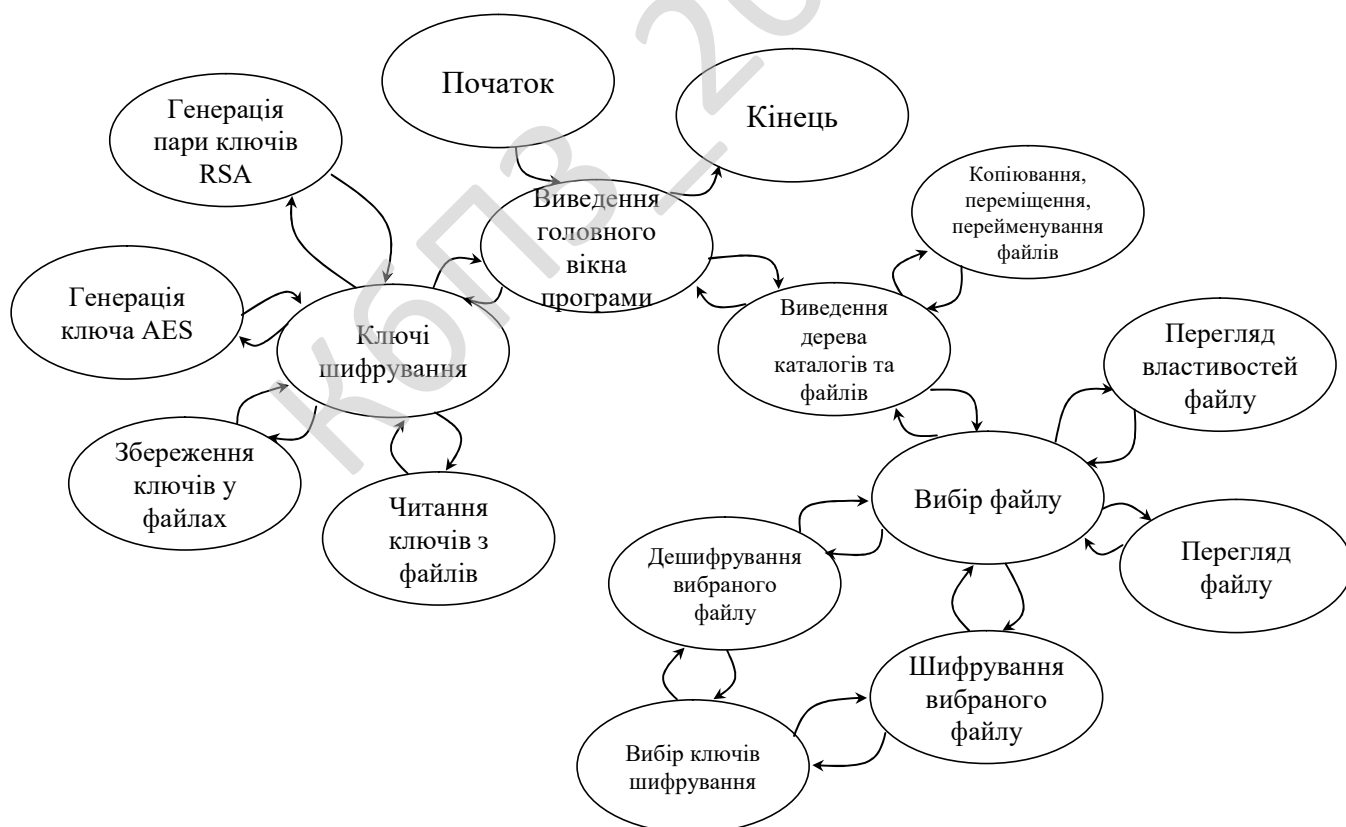 Початок
Кінець
Генерація
пари ключів
RSA
Виведення
головного
вікна
програми
Копіювання,
переміщення,
перейменування
файлів
Генерація
ключа AES
Ключі
шифрування
Виведення
дерева
каталогів та
файлів
Перегляд
властивостей
файлу
Збереження
ключів у
файлах
Читання
ключів з
файлів
Вибір файлу
Дешифрування
вибраного
файлу
Перегляд
файлу
Шифрування
вибраного
файлу
Вибір ключів
шифрування